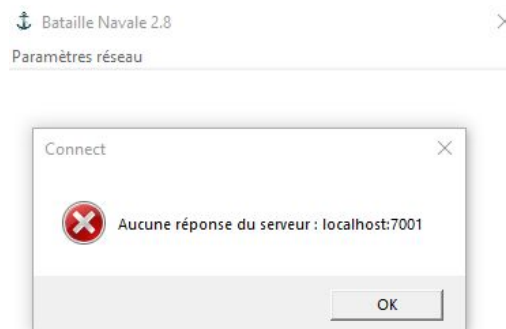 Bataille Navale 2.8
Paramètres réseau
Connect
Aucune réponse du serveur : localhost:7001
OK